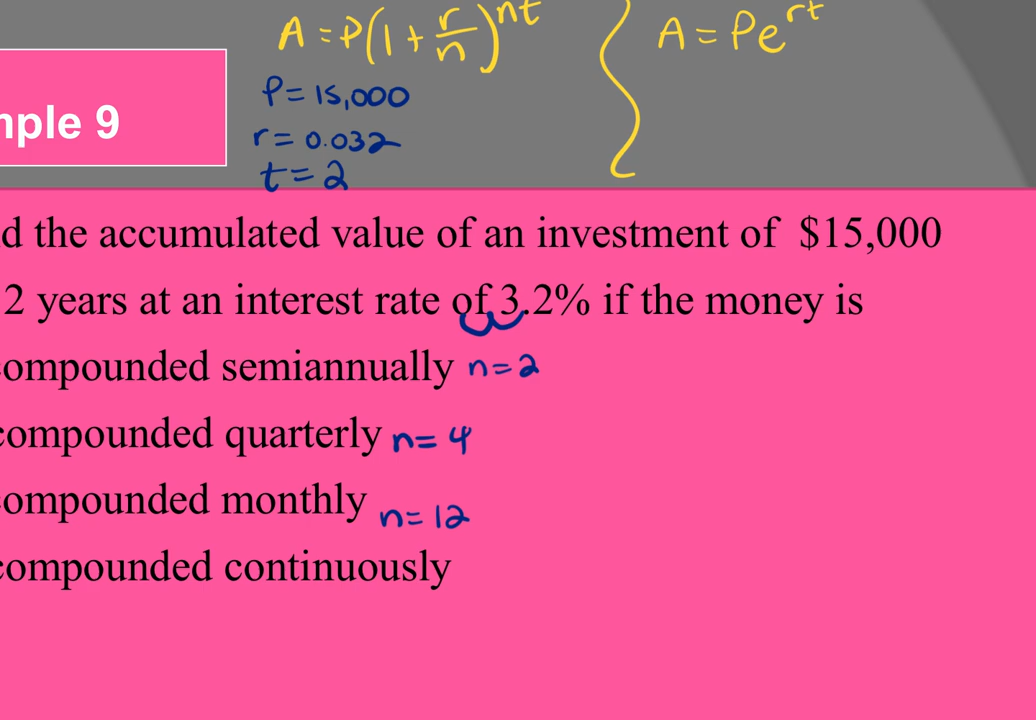 A = P(1 + r/n)^nt { A = Pe^rt
P = 15,000
mple 9
r = 0.032
t = 2
d the accumulated value of an investment of $15,000
2 years at an interest rate of 3.2% if the money is
ompounded semiannually n = 2
compounded quarterly n = 4
ompounded monthly n = 12
compounded continuously